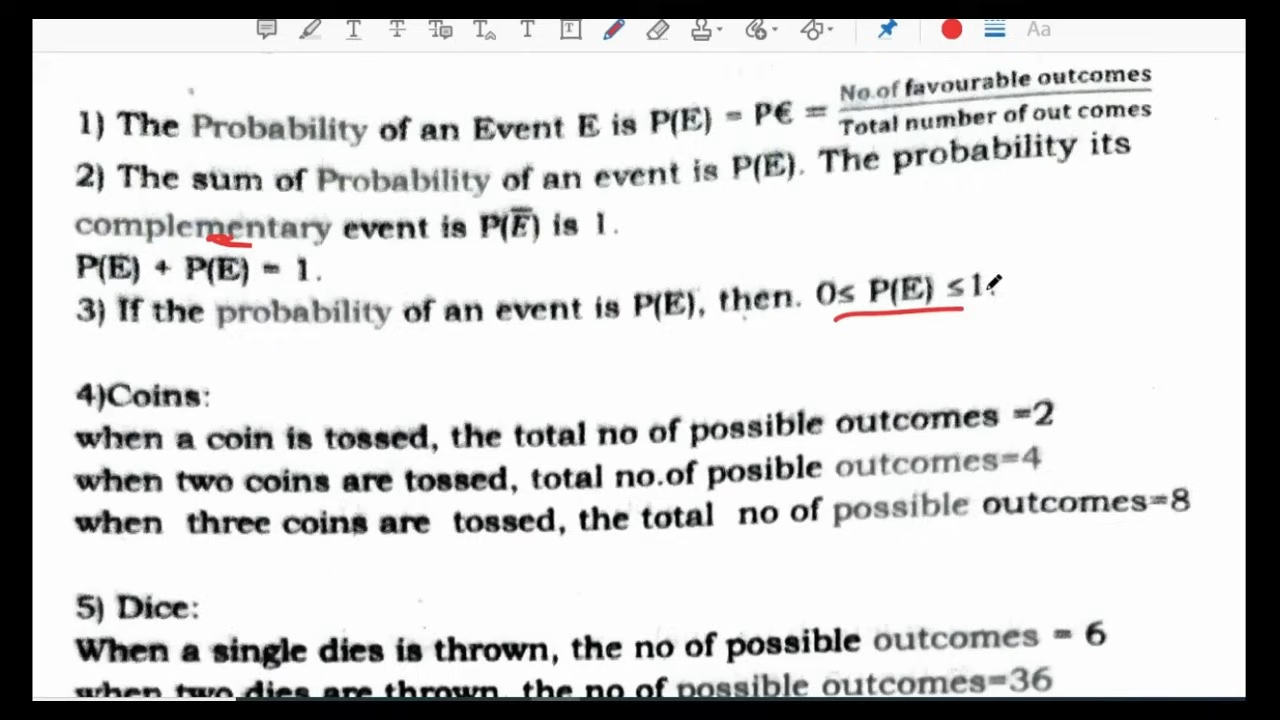 Aa
1) The Probability of an Event E is P(E) = P€ = No.of favourable outcomes / Total number of out comes
2) The sum of Probability of an event is P(E). The probability its
complementary event is P(E̅) is 1.
P(E) + P(E) = 1.
3) If the probability of an event is P(E), then. 0≤ P(E) ≤1.
4)Coins:
when a coin is tossed, the total no of possible outcomes =2
when two coins are tossed, total no.of posible outcomes=4
when three coins are tossed, the total no of possible outcomes=8
5) Dice:
When a single dies is thrown, the no of possible outcomes = 6
when two dies are thrown, the no of possible outcomes=36